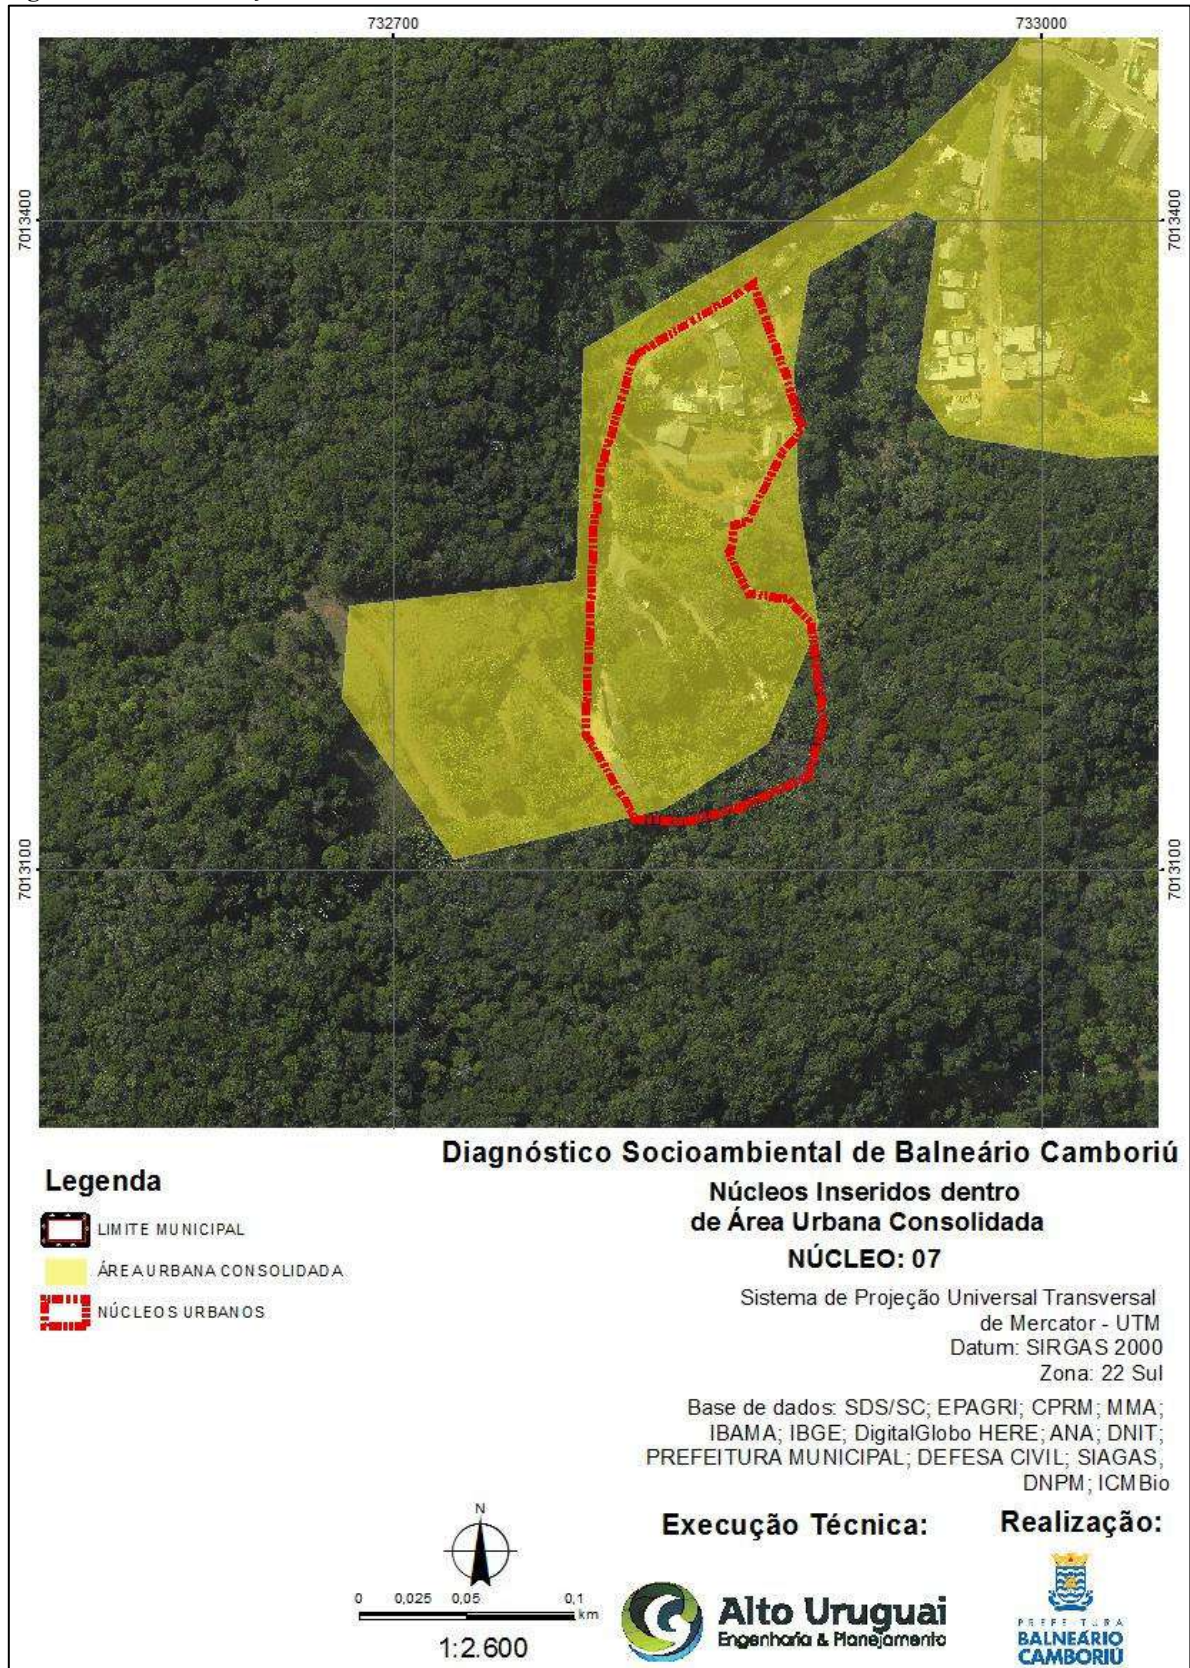 732700
733000
7013400
7013400
7013100
7013100
Diagnóstico Socioambiental de Balneário Camboriú
Núcleos Inseridos dentro
de Área Urbana Consolidada
NÚCLEO: 07
Legenda
LIMITE MUNICIPAL
ÁREA URBANA CONSOLIDADA
NÚCLEOS URBANOS
Sistema de Projeção Universal Transversal
de Mercator - UTM
Datum: SIRGAS 2000
Zona: 22 Sul
Base de dados: SDS/SC; EPAGRI; CPRM; MMA;
IBAMA; IBGE; DigitalGlobo HERE; ANA; DNIT;
PREFEITURA MUNICIPAL; DEFESA CIVIL; SIAGAS,
DNPM; ICMBio
N
0 0,025 0,05 0,1
km
1:2.600
Execução Técnica:
Alto Uruguai
Engenharia & Planejamento
Realização:
PREFEITURA
BALNEÁRIO
CAMBORIÚ